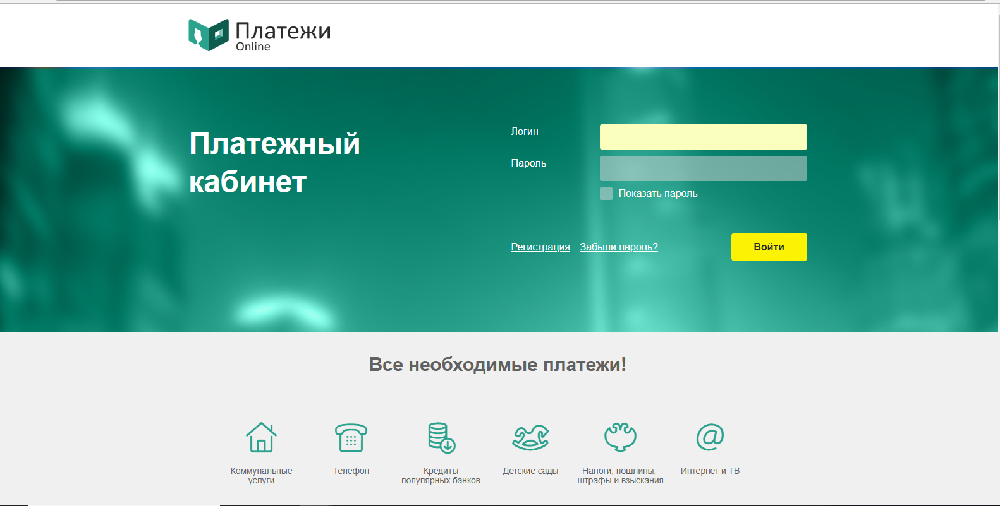 Платежи
Online
Платежный
кабинет
Логин
Пароль
Показать пароль
Регистрация Забыли пароль?
Войти
Все необходимые платежи!
Коммунальные
услуги
Телефон
Кредиты
популярных банков
Детские сады
Налоги, пошлины,
штрафы и взыскания
Интернет и ТВ